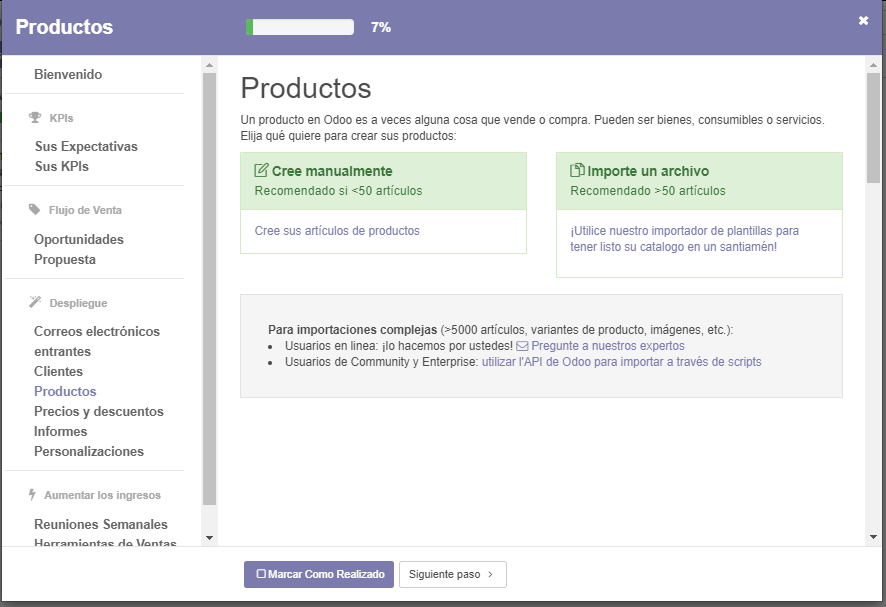 Productos
7%
Bienvenido
KPIs
Sus Expectativas
Sus KPIs
Flujo de Venta
Oportunidades
Propuesta
Despliegue
Correos electrónicos
entrantes
Clientes
Productos
Precios y descuentos
Informes
Personalizaciones
Aumentar los ingresos
Reuniones Semanales
Herramientas de Ventas
Productos
Un producto en Odoo es a veces alguna cosa que vende o compra. Pueden ser bienes, consumibles o servicios.
Elija qué quiere para crear sus productos:
Cree manualmente
Recomendado si <50 artículos
Cree sus artículos de productos
Importe un archivo
Recomendado >50 artículos
¡Utilice nuestro importador de plantillas para
tener listo su catalogo en un santiamén!
Para importaciones complejas (>5000 artículos, variantes de producto, imágenes, etc.):
Usuarios en linea: ¡lo hacemos por ustedes! Pregunte a nuestros expertos
Usuarios de Community y Enterprise: utilizar l'API de Odoo para importar a través de scripts
Marcar Como Realizado
Siguiente paso